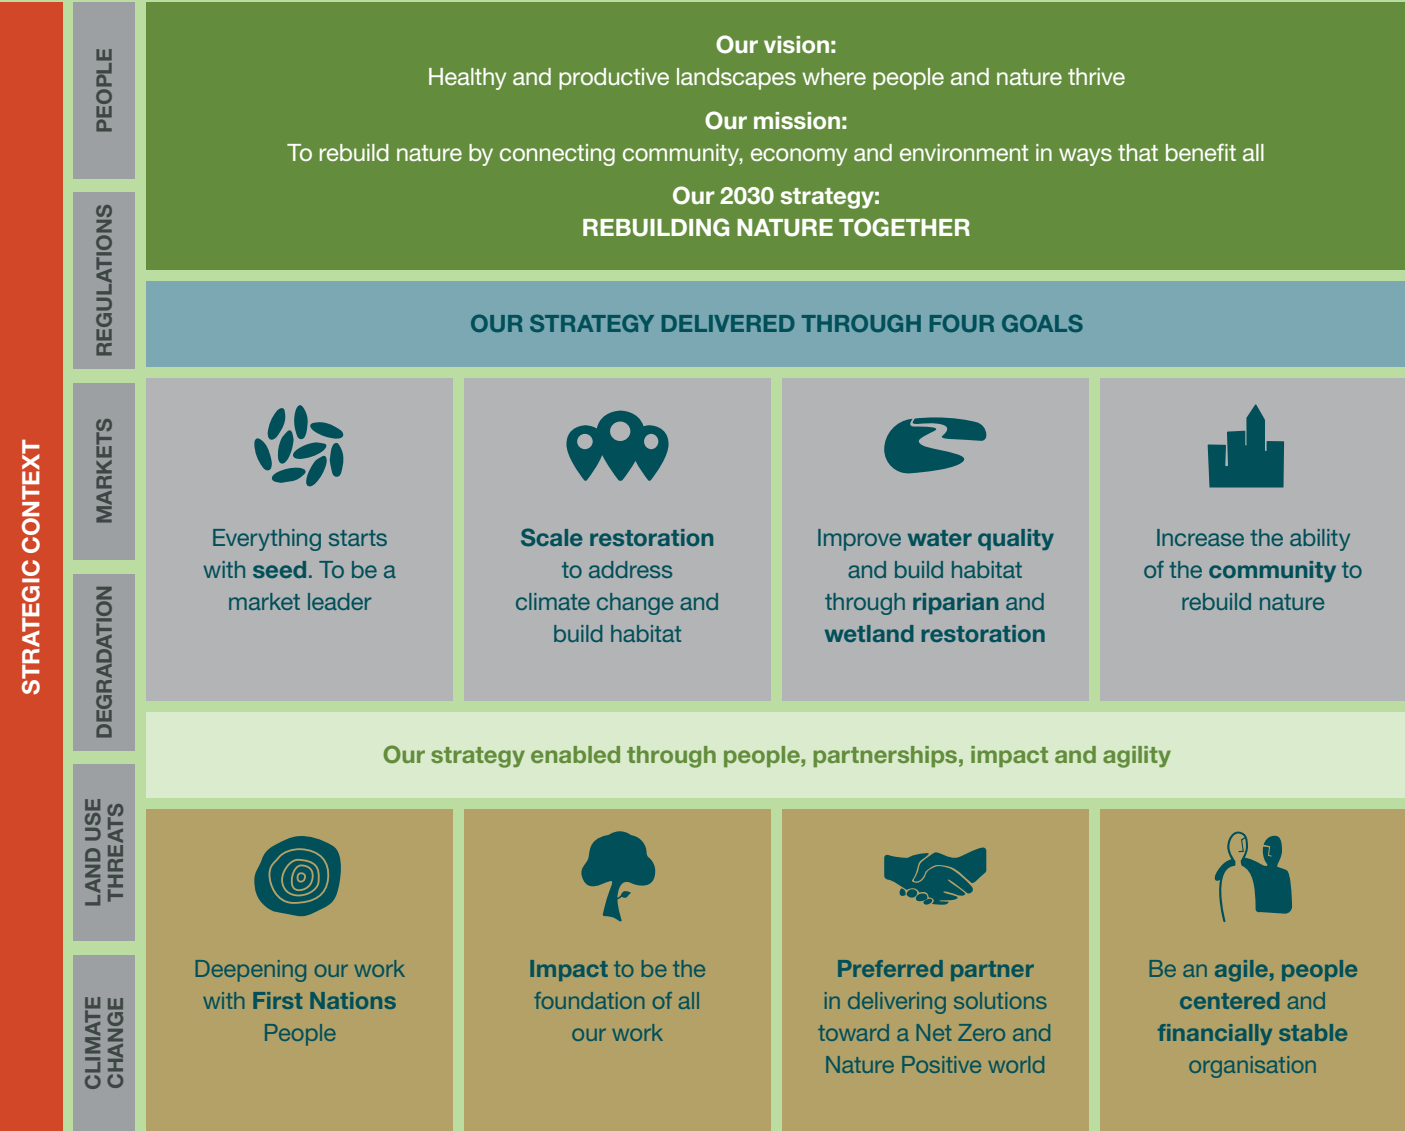 STRATEGIC CONTEXT
PEOPLE
REGULATIONS
MARKETS
DEGRADATION
LAND USE
THREATS
CLIMATE
CHANGE
Our vision:
Healthy and productive landscapes where people and nature thrive
Our mission:
To rebuild nature by connecting community, economy and environment in ways that benefit all
Our 2030 strategy:
REBUILDING NATURE TOGETHER
OUR STRATEGY DELIVERED THROUGH FOUR GOALS
Everything starts
with seed. To be a
market leader
Scale restoration
to address
climate change and
build habitat
Improve water quality
and build habitat
through riparian and
wetland restoration
Increase the ability
of the community to
rebuild nature
Our strategy enabled through people, partnerships, impact and agility
Deepening our work
with First Nations
People
Impact to be the
foundation of all
our work
Preferred partner
in delivering solutions
toward a Net Zero and
Nature Positive world
Be an agile, people
centered and
financially stable
organisation